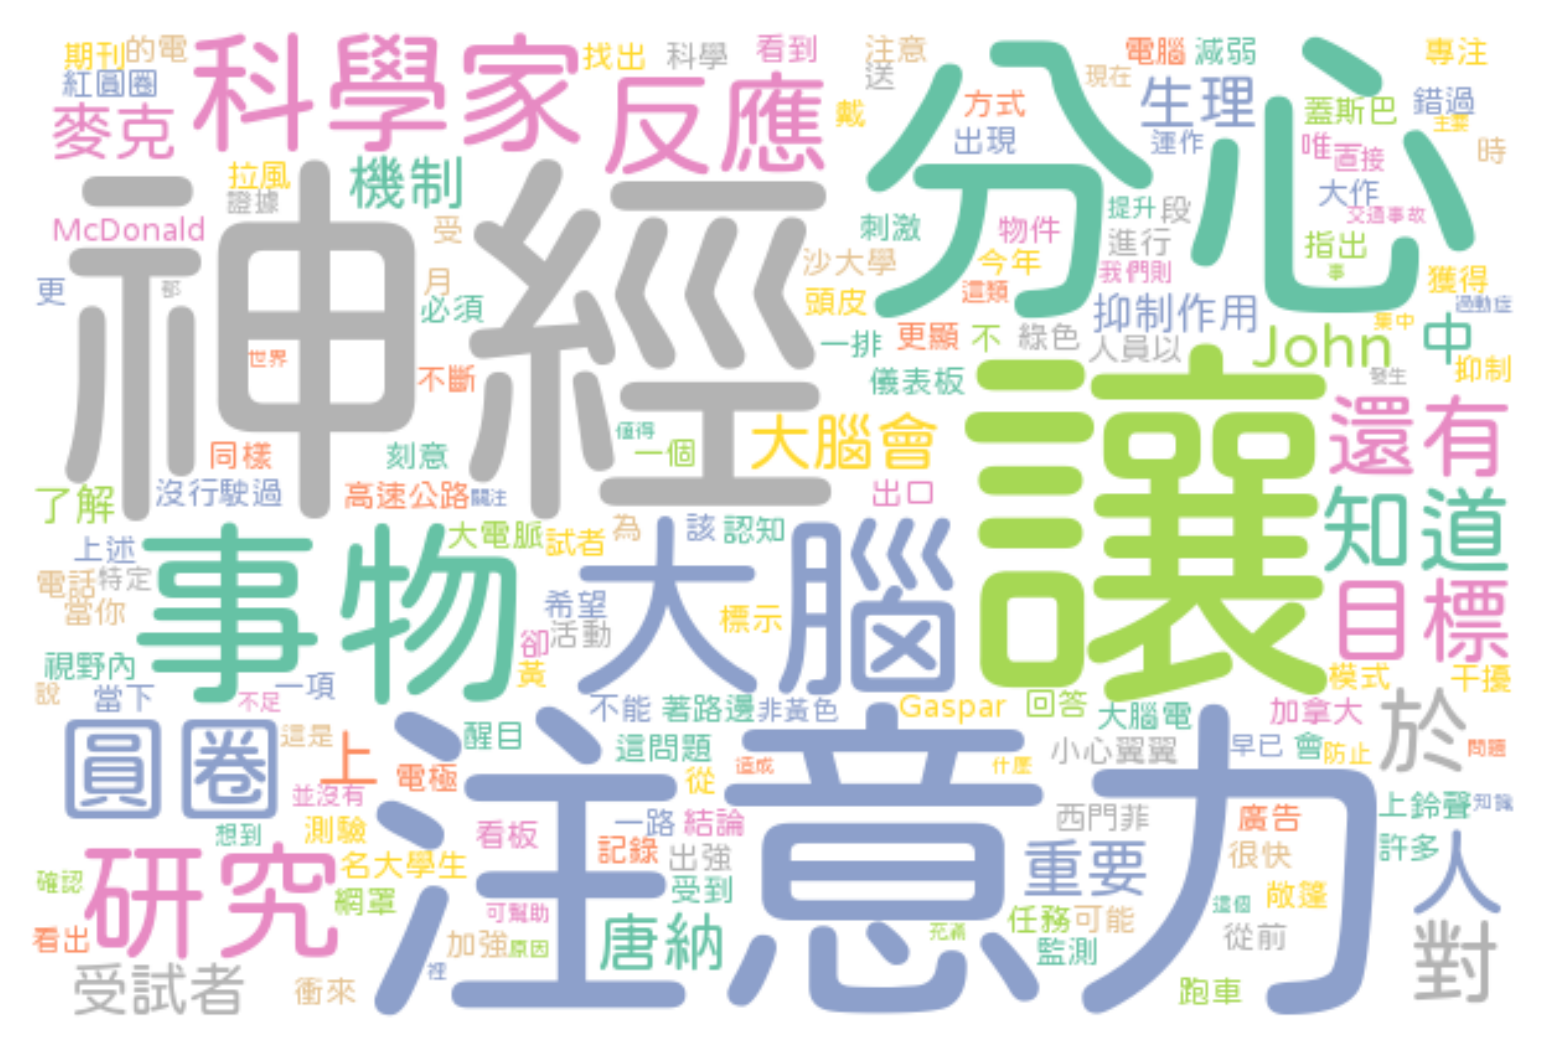 期刊 的電 科學家 找出 科學 看到 注意 分心 電腦 減弱 專注
紅圓圈 反應 送 現在 生理 蓋斯巴 錯過
麥克 戴 方式 主要
出現 運作 唯 直接 時
拉風 機制 神經 大作
證據 刺激 物件 提升 段 交通事故
McDonald 受 進行 指出
更 部 月 沙大學 今年 我們則 事 獲得
必須 頭皮 這類 抑制作用 過動症
世界 不斷 一排 更顯 不 綠色 人員以 John 集中 中
儀表板 讓 發生 抑制
同樣 刻意 值得 一個 大腦會 還有
了解 沒行駛過 高速公路 關注 出口 知道
上述 事物 大電脈 試者 為 大腦 該 認知
電話 特定 當你 希望 標示 目標
視野內 卻 活動 黃
說 當下 不足 一項 不能 著路邊 非黃色 Gaspar 回答 大腦電 加拿大 模式 干擾
圓圈 這是 上 注意力 醒目 這問題 小心翼翼 早已 會 防止 於 問題
並沒有 電極 從 造成 什麼
想到 測驗 看板 一路 結論 西門菲 廣告 上鈴聲 知識
研究 名大學生 記錄 出強 重要 很快 許多 人
確認 網罩 可幫助 受到 任務 可能 這個 敞篷
看出 加強 原因 唐納 充滿 監測 從前 對
受試者 衝來 裡 跑車